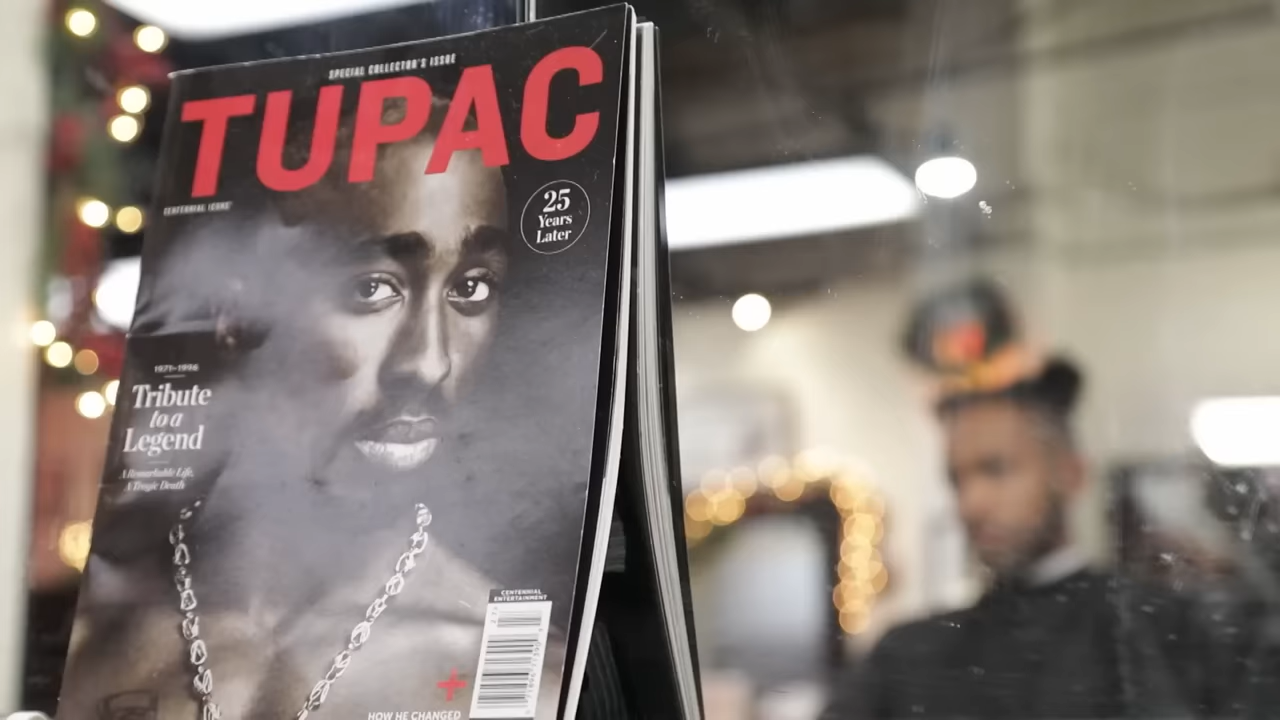 SPECIAL COLLECTOR'S ISSUE
TUPAC
CENTENNIAL ICONS
25
Years
Later
1971–1996
Tribute
to a
Legend
A Remarkable Life,
A Tragic Death
CENTENNIAL
ENTERTAINMENT
+
HOW HE CHANGED